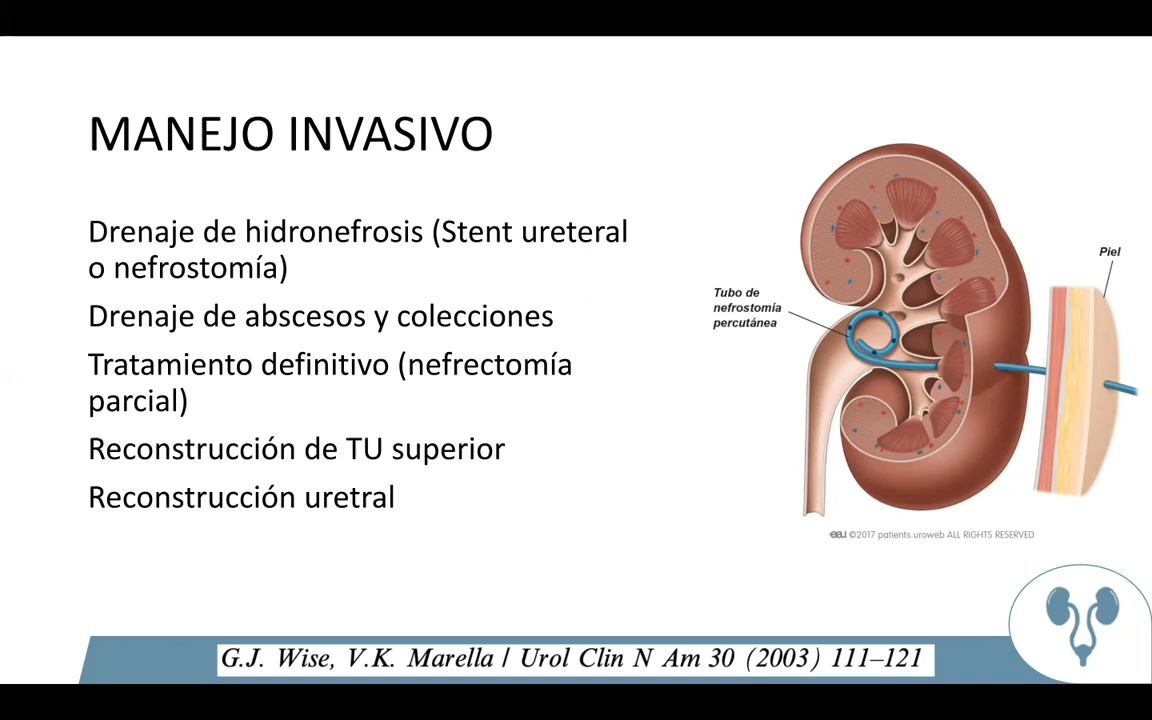 MANEJO INVASIVO
Drenaje de hidronefrosis (Stent ureteral
o nefrostomía)
Drenaje de abscesos y colecciones
Tratamiento definitivo (nefrectomía
parcial)
Reconstrucción de TU superior
Reconstrucción uretral
Tubo de
nefrostomía
percutánea
Piel
eau ©2017 patients.uroweb ALL RIGHTS RESERVED
G.J. Wise, V.K. Marella / Urol Clin N Am 30 (2003) 111–121